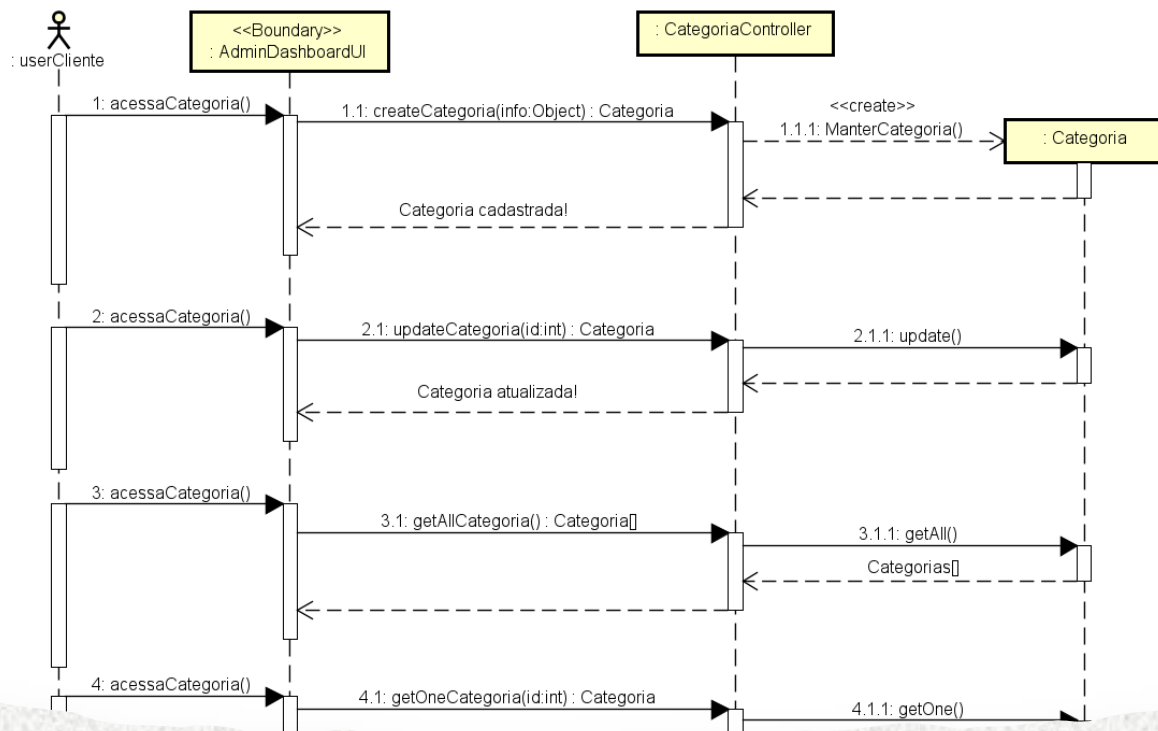 <<Boundary>>
: AdminDashboardUI
: CategoriaController
: userCliente
1: acessaCategoria()
1.1: createCategoria(info:Object) : Categoria
<<create>>
1.1.1: ManterCategoria()
: Categoria
Categoria cadastrada!
2: acessaCategoria()
2.1: updateCategoria(id:int) : Categoria
2.1.1: update()
Categoria atualizada!
3: acessaCategoria()
3.1: getAllCategoria() : Categoria[]
3.1.1: getAll()
Categorias[]
4: acessaCategoria()
4.1: getOneCategoria(id:int) : Categoria
4.1.1: getOne()